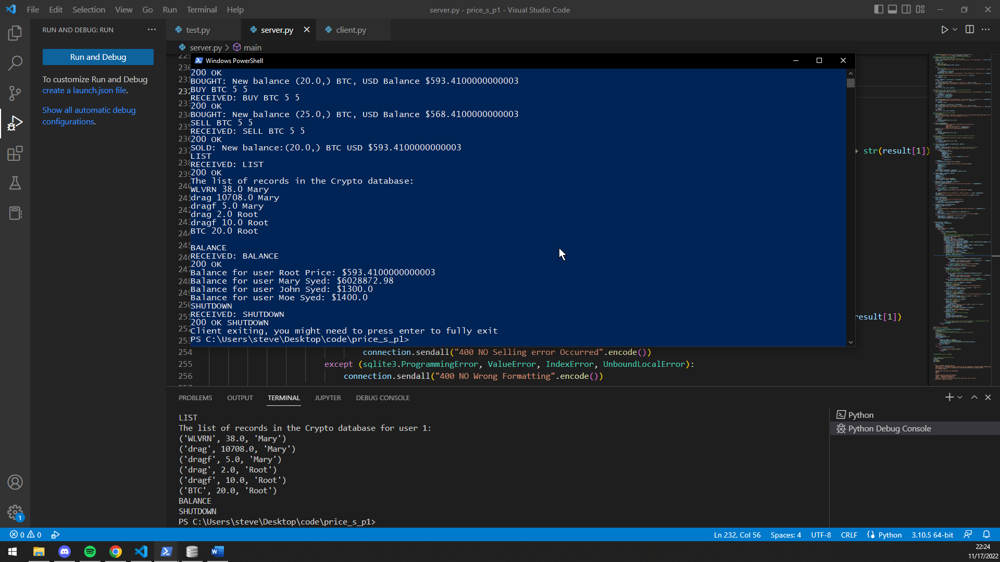 File Edit Selection View Go Run Terminal Help
server.py - price_s_p1 - Visual Studio Code
RUN AND DEBUG: RUN
Run and Debug
To customize Run and Debug
create a launch.json file.
Show all automatic debug
configurations.
test.py server.py client.py
server.py > main
Windows PowerShell
200 OK
BOUGHT: New balance (20.0,) BTC, USD Balance $593.4100000000003
BUY BTC 5 5
RECEIVED: BUY BTC 5 5
200 OK
BOUGHT: New balance (25.0,) BTC, USD Balance $568.4100000000003
SELL BTC 5 5
RECEIVED: SELL BTC 5 5
200 OK
SOLD: New balance:(20.0,) BTC USD $593.4100000000003
LIST
RECEIVED: LIST
200 OK
The list of records in the Crypto database:
WLVRN 38.0 Mary
drag 10708.0 Mary
dragf 5.0 Mary
drag 2.0 Root
dragf 10.0 Root
BTC 20.0 Root
BALANCE
RECEIVED: BALANCE
200 OK
Balance for user Root Price: $593.4100000000003
Balance for user Mary Syed: $6028872.98
Balance for user John Syed: $1300.0
Balance for user Moe Syed: $1400.0
SHUTDOWN
RECEIVED: SHUTDOWN
200 OK SHUTDOWN
Client exiting, you might need to press enter to fully exit
PS C:\Users\steve\Desktop\code\price_s_p1>
+ str(result[1])
result[1])
254 connection.sendall("400 NO Selling error Occurred".encode())
255 except (sqlite3.ProgrammingError, ValueError, IndexError, UnboundLocalError):
256 connection.sendall("400 NO Wrong Formatting".encode())
PROBLEMS OUTPUT TERMINAL JUPYTER DEBUG CONSOLE
LIST
The list of records in the Crypto database for user 1:
('WLVRN', 38.0, 'Mary')
('drag', 10708.0, 'Mary')
('dragf', 5.0, 'Mary')
('drag', 2.0, 'Root')
('dragf', 10.0, 'Root')
('BTC', 20.0, 'Root')
BALANCE
SHUTDOWN
PS C:\Users\steve\Desktop\code\price_s_p1>
Python
Python Debug Console
1
0 0
Ln 232, Col 56 Spaces: 4 UTF-8 CRLF Python 3.10.5 64-bit
22:24
11/17/2022